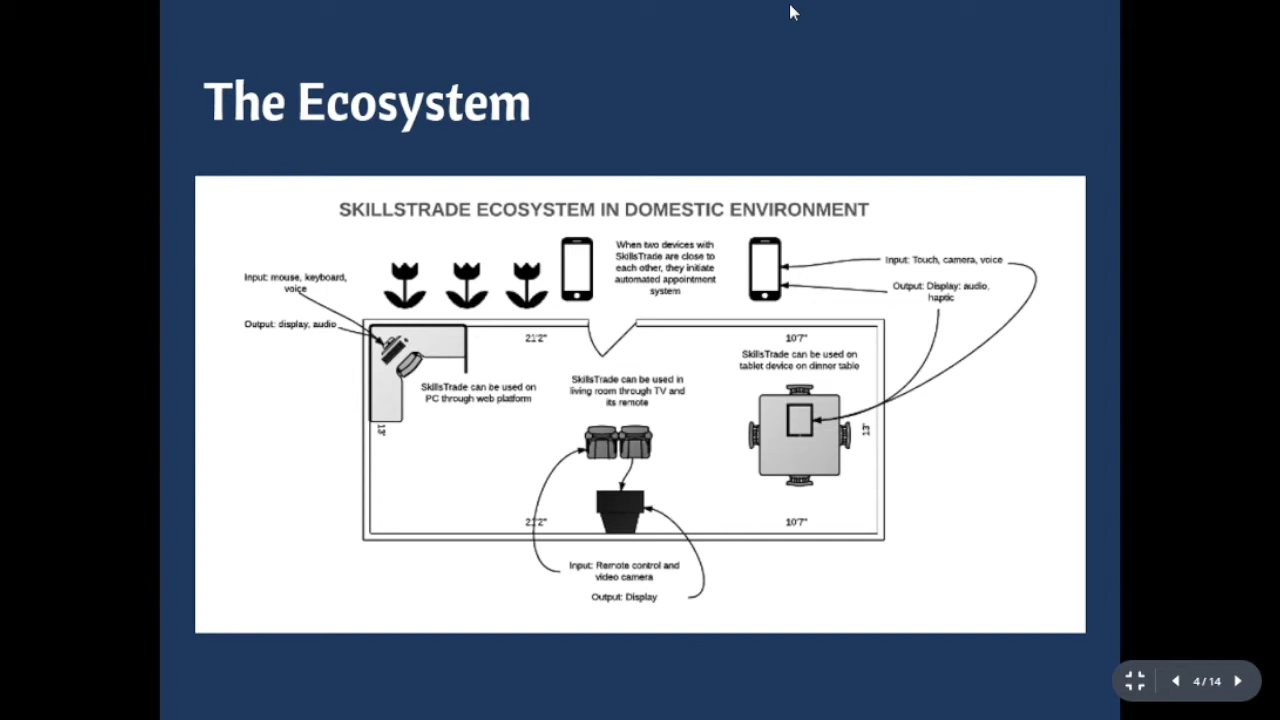 The Ecosystem
SKILLSTRADE ECOSYSTEM IN DOMESTIC ENVIRONMENT
When two devices with
SkillsTrade are close to
each other, they initiate
automated appointment
system
Input: Touch, camera, voice
Output: Display: audio,
haptic
Input: mouse, keyboard,
voice
Output: display, audio
21'2"
10'7"
SkillsTrade can be used on
PC through web platform
SkillsTrade can be used in
living room through TV and
its remote
SkillsTrade can be used on
tablet device on dinner table
13'
13'
21'2"
10'7"
Input: Remote control and
video camera
Output: Display
4 / 14